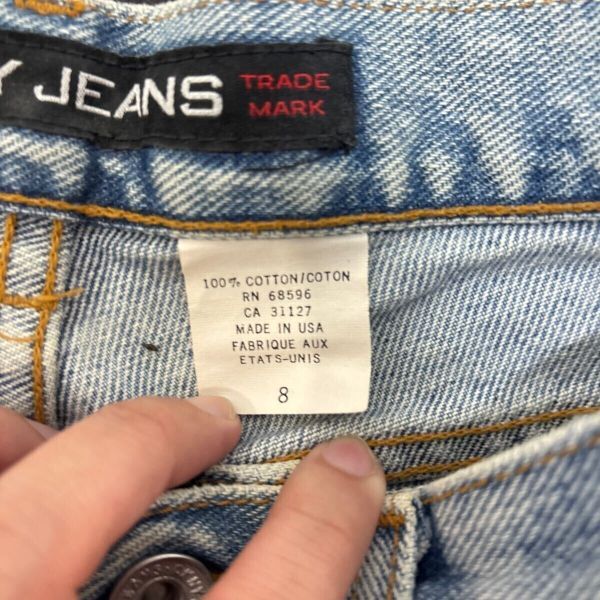 Y JEANS TRADE
MARK
100% COTTON/COTON
RN 68596
CA 31127
MADE IN USA
FABRIQUE AUX
ETATS-UNIS
8